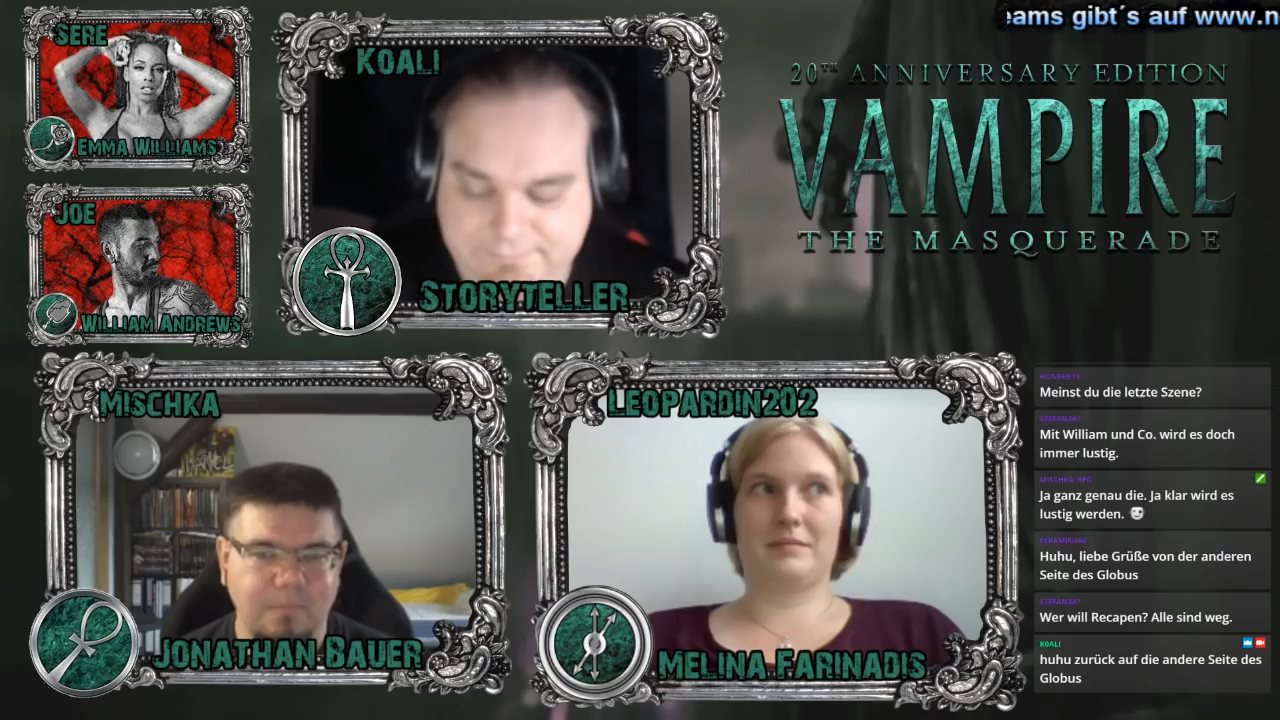 eams gibt´s auf www.n
SERE
EMMA WILLIAMS
KOALI
STORYTELLER
20TH ANNIVERSARY EDITION
VAMPIRE
THE MASQUERADE
JOE
WILLIAM ANDREWS
MISCHKA
JONATHAN BAUER
LEOPARDIN202
MELINA FARINADIS
Meinst du die letzte Szene?
STEFAN347
Mit William und Co. wird es doch
immer lustig.
MISCHKA_RPG
Ja ganz genau die. Ja klar wird es
lustig werden.
Huhu, liebe Grüße von der anderen
Seite des Globus
STEFAN347
Wer will Recapen? Alle sind weg.
KOALI
huhu zurück auf die andere Seite des
Globus